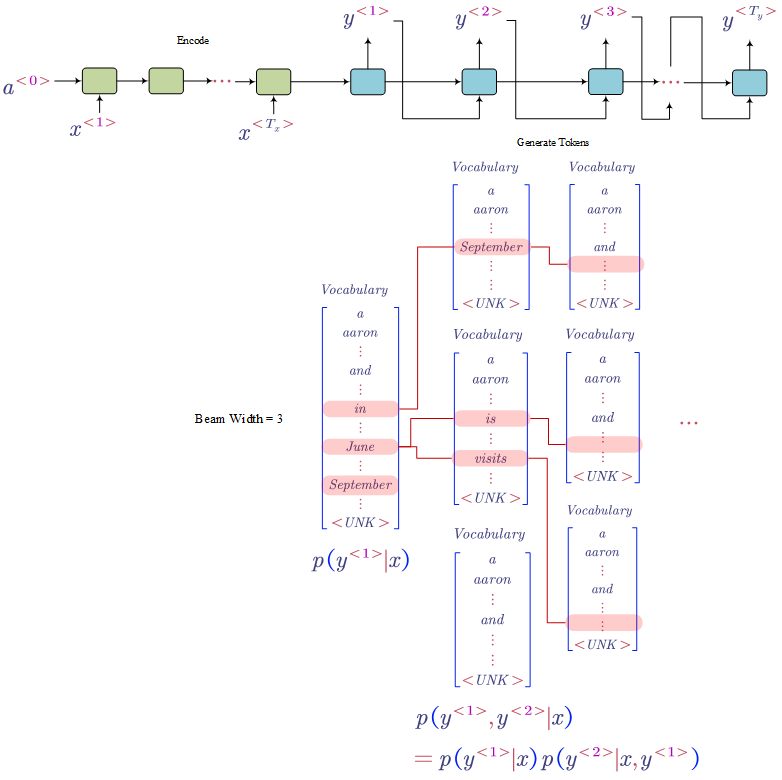 y<1> y<2> y<3> y<T_y>
Encode
a<0> ... ...
x<1> x<T_x>
Generate Tokens
Vocabulary Vocabulary
a a
aaron aaron
⋮ ⋮
September and
⋮ ⋮
⋮ ⋮
<UNK> <UNK>
Vocabulary
a
aaron
⋮
and
⋮
in
⋮
June
⋮
September
⋮
<UNK>
p(y<1>|x)
Vocabulary Vocabulary
a a
aaron aaron
⋮ ⋮
is and
⋮ ⋮
visits ⋮
⋮
<UNK> <UNK>
Beam Width = 3
...
Vocabulary
a
aaron
⋮
and
⋮
⋮
<UNK>
Vocabulary
a
aaron
⋮
and
⋮
⋮
<UNK>
p(y<1>,y<2>|x)
= p(y<1>|x)p(y<2>|x,y<1>)